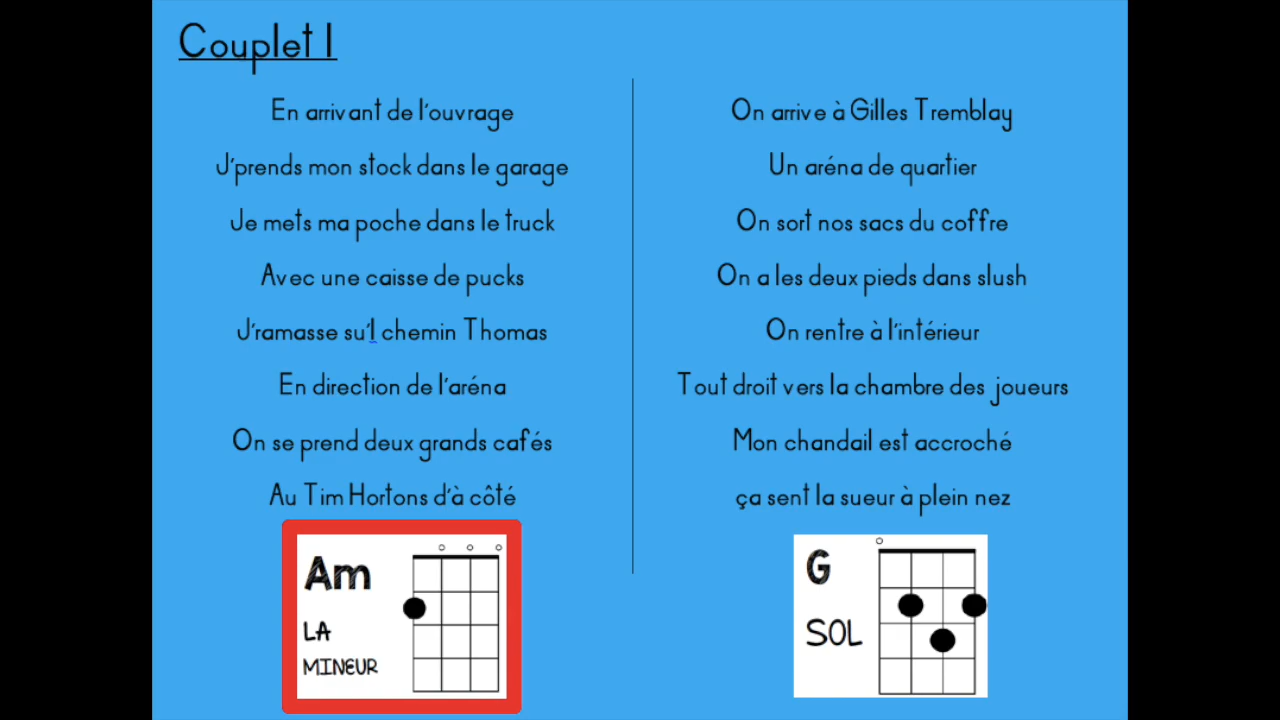 Couplet 1
En arrivant de l'ouvrage
J'prends mon stock dans le garage
Je mets ma poche dans le truck
Avec une caisse de pucks
J'ramasse su'l chemin Thomas
En direction de l'aréna
On se prend deux grands cafés
Au Tim Hortons d'à côté
Am
LA
MINEUR
On arrive à Gilles Tremblay
Un aréna de quartier
On sort nos sacs du coffre
On a les deux pieds dans slush
On rentre à l'intérieur
Tout droit vers la chambre des joueurs
Mon chandail est accroché
ça sent la sueur à plein nez
G
SOL